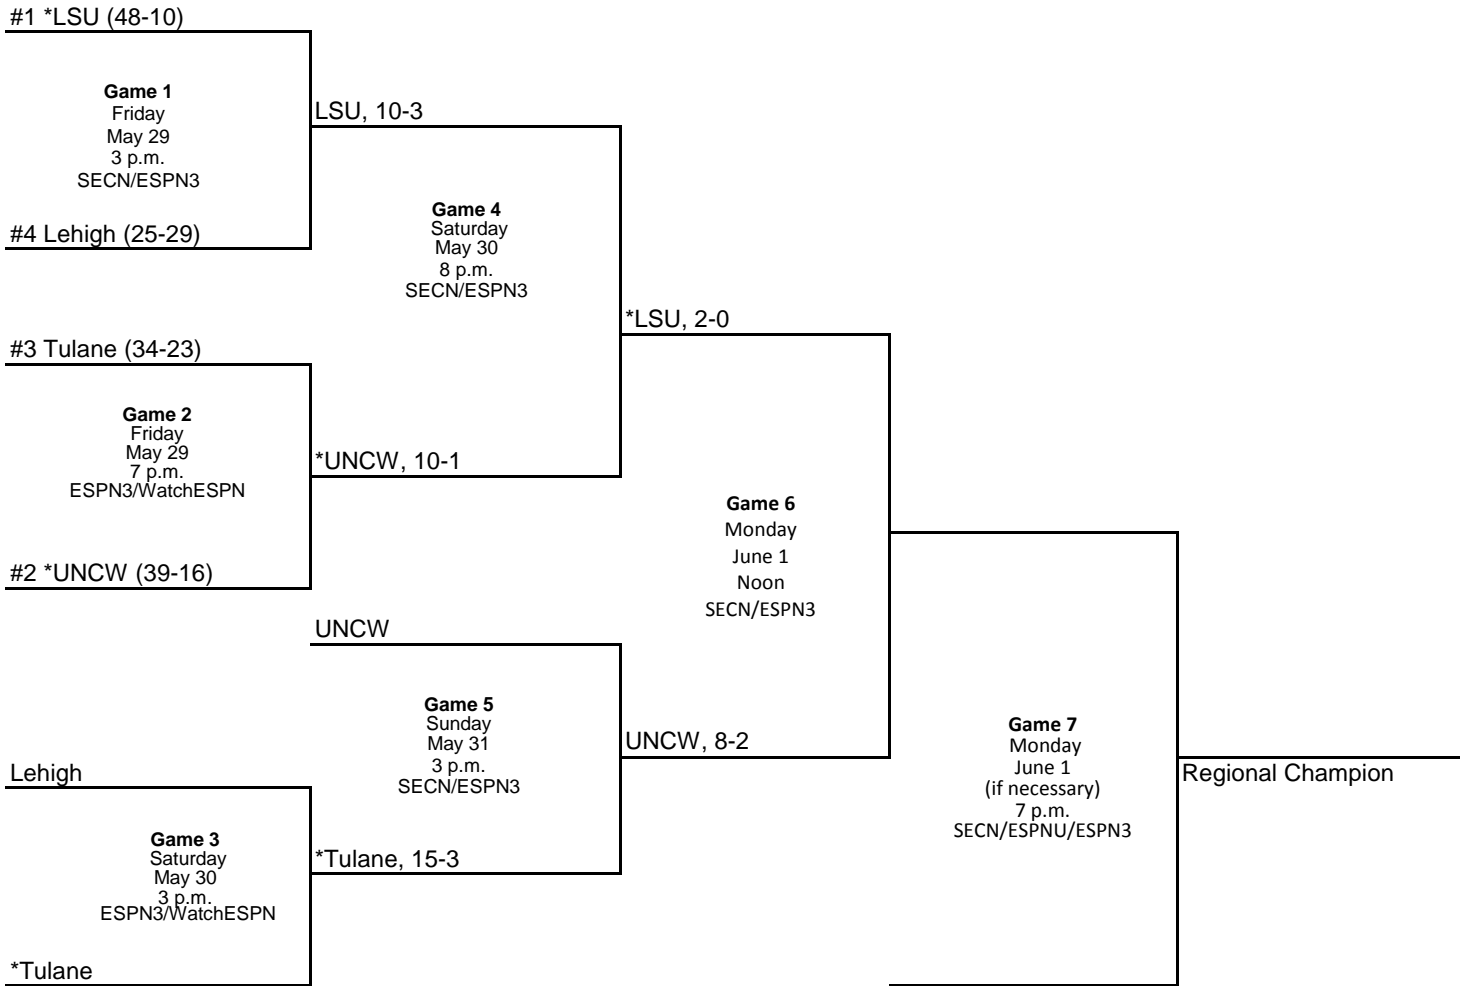 #1 *LSU (48-10)
Game 1
Friday
May 29
3 p.m.
SECN/ESPN3
#4 Lehigh (25-29)
LSU, 10-3
Game 4
Saturday
May 30
8 p.m.
SECN/ESPN3
*LSU, 2-0
#3 Tulane (34-23)
Game 2
Friday
May 29
7 p.m.
ESPN3/WatchESPN
*UNCW, 10-1
#2 *UNCW (39-16)
Game 6
Monday
June 1
Noon
SECN/ESPN3
UNCW
Game 5
Sunday
May 31
3 p.m.
SECN/ESPN3
UNCW, 8-2
Game 7
Monday
June 1
(if necessary)
7 p.m.
SECN/ESPNU/ESPN3
Regional Champion
Lehigh
Game 3
Saturday
May 30
3 p.m.
ESPN3/WatchESPN
*Tulane, 15-3
*Tulane